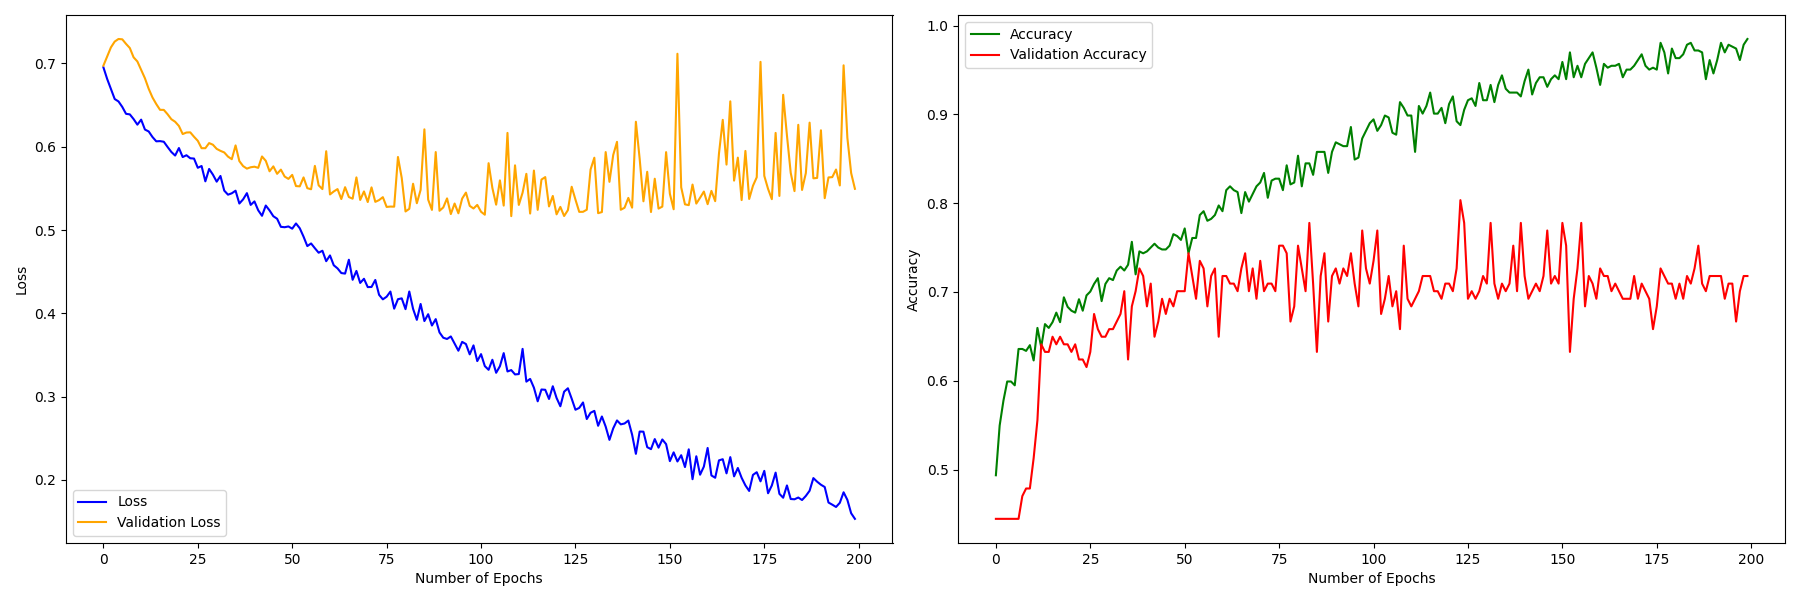 0.7
0.6
0.5
0.4
0.3
0.2
Loss
Loss
Validation Loss
0 25 50 75 100 125 150 175 200
Number of Epochs
1.0
0.9
0.8
0.7
0.6
0.5
Accuracy
Accuracy
Validation Accuracy
0 25 50 75 100 125 150 175 200
Number of Epochs